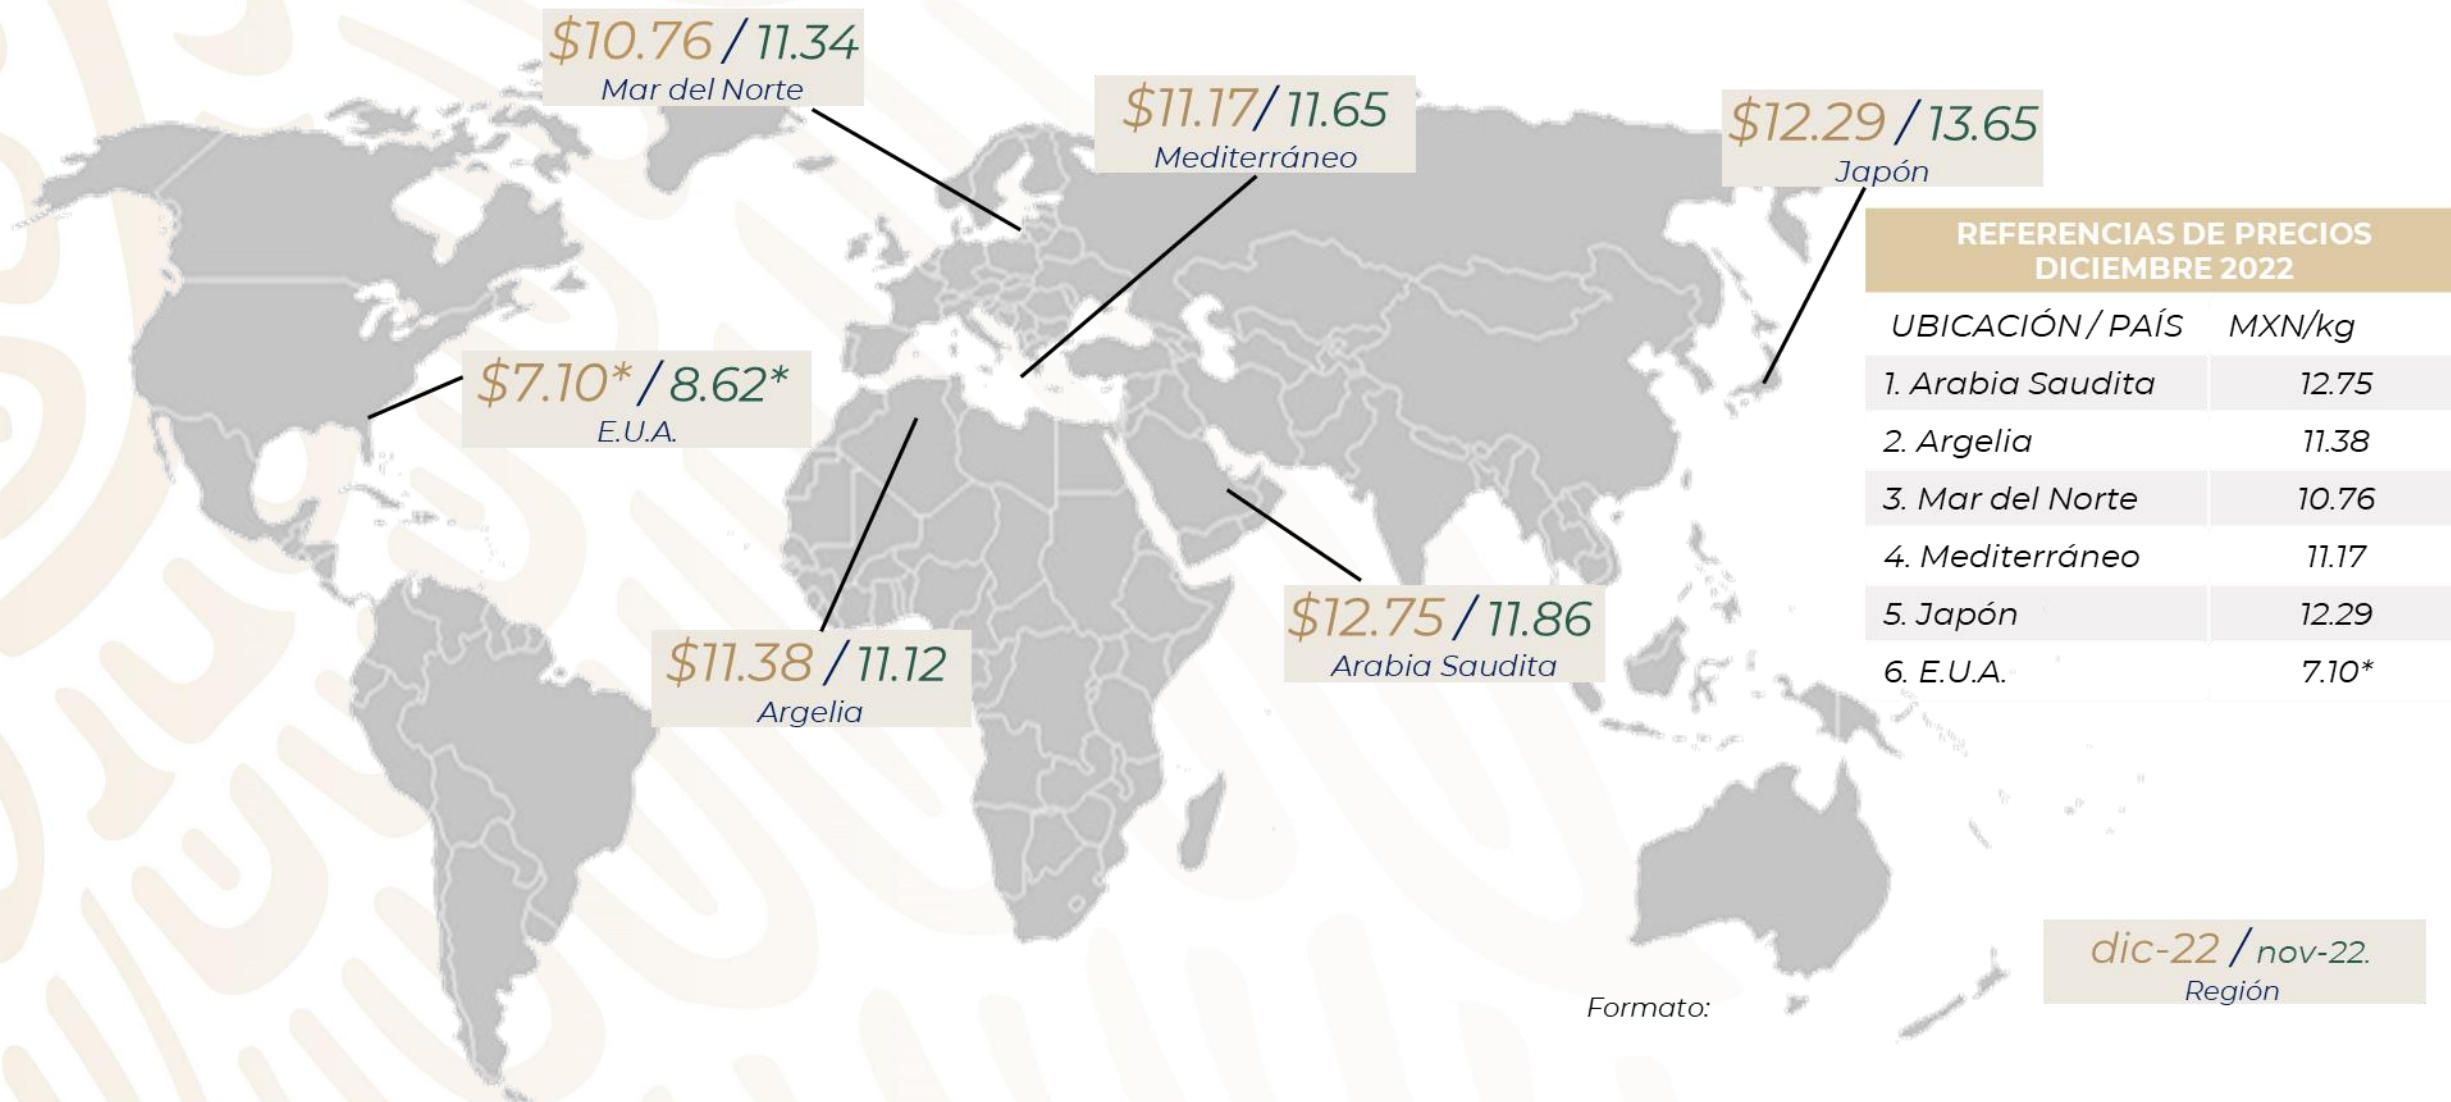 $10.76 / 11.34
Mar del Norte
$11.17/ 11.65
Mediterráneo
$12.29 / 13.65
Japón
$7.10* / 8.62*
E.U.A.
$11.38 / 11.12
Argelia
$12.75 / 11.86
Arabia Saudita
REFERENCIAS DE PRECIOS
DICIEMBRE 2022
UBICACIÓN / PAÍS MXN/kg
1. Arabia Saudita 12.75
2. Argelia 11.38
3. Mar del Norte 10.76
4. Mediterráneo 11.17
5. Japón 12.29
6. E.U.A. 7.10*
Formato:
dic-22 / nov-22.
Región